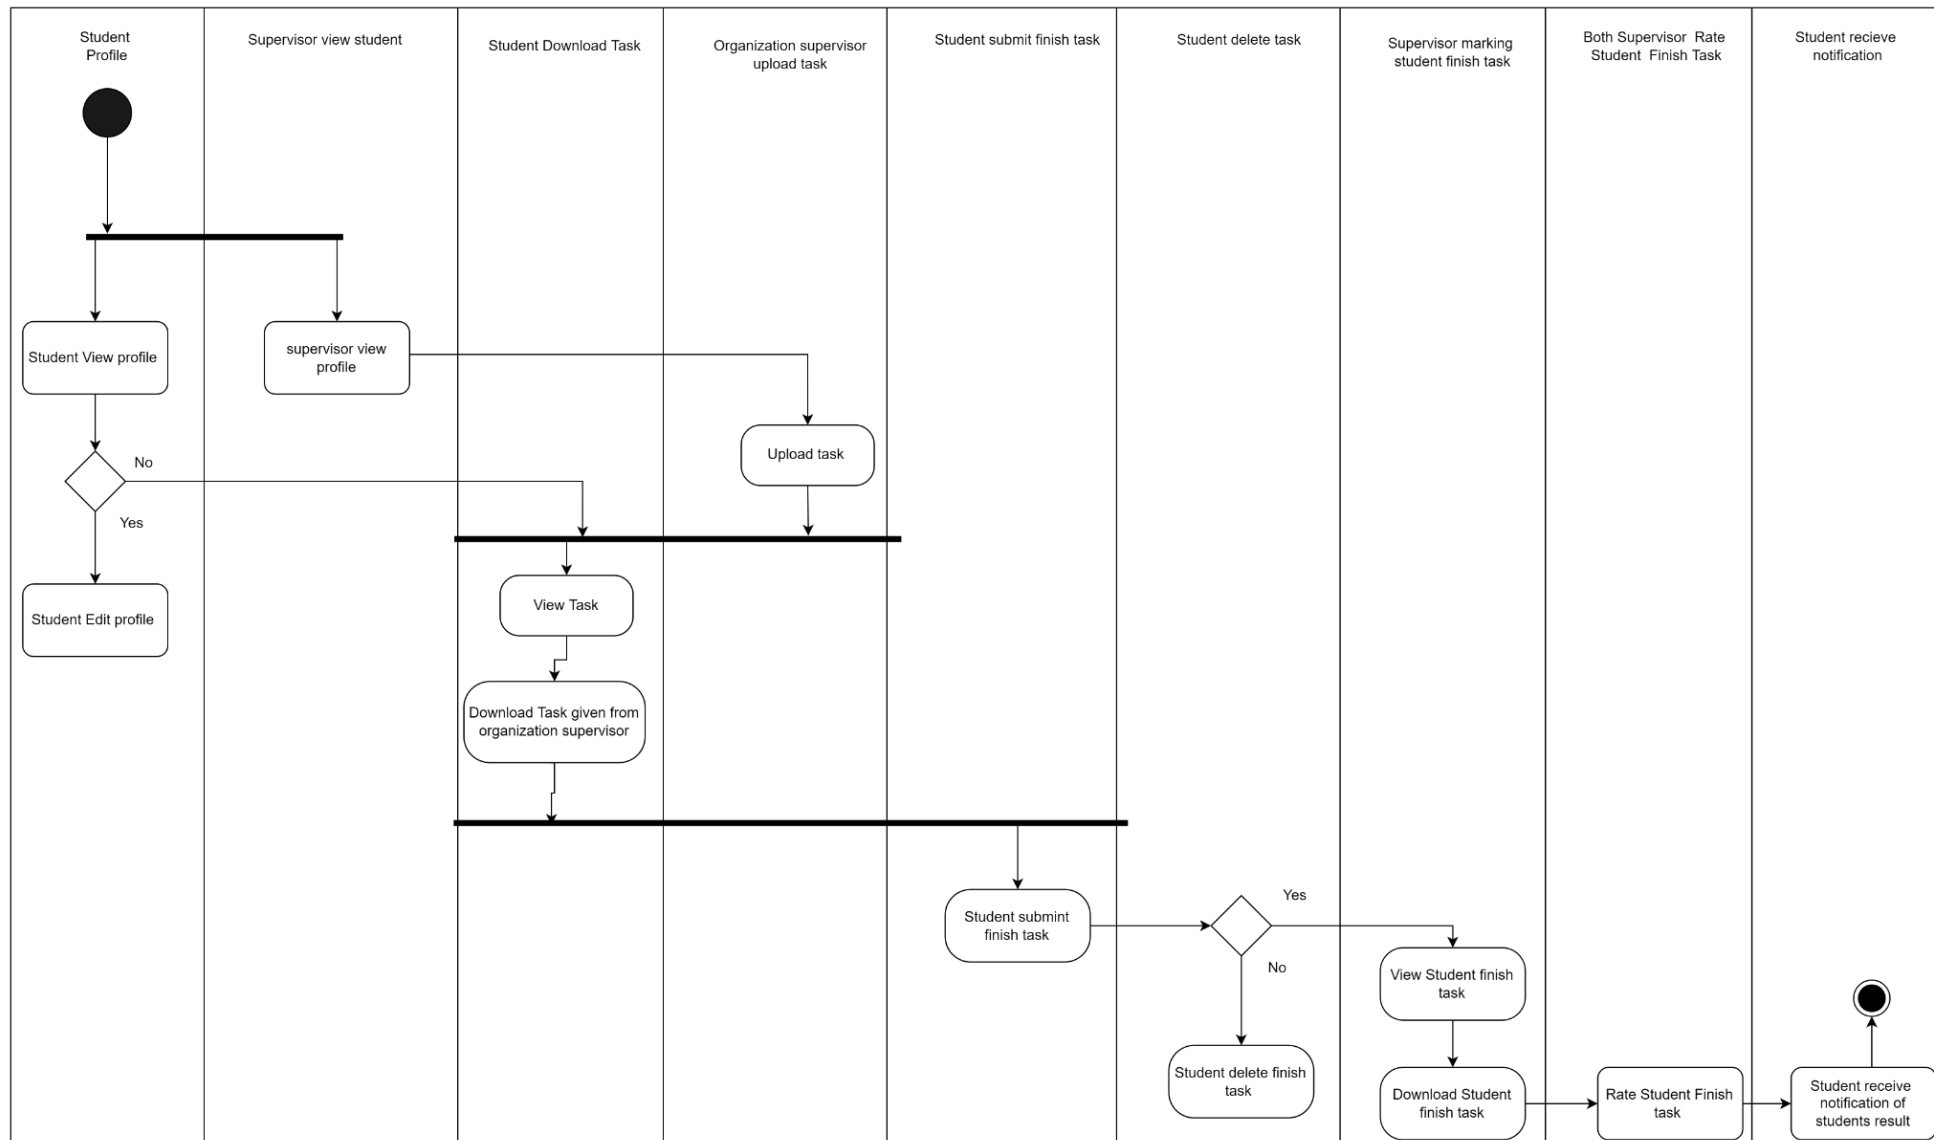 Student
Profile
Supervisor view student
Student Download Task
Organization supervisor
upload task
Student submit finish task
Student delete task
Supervisor marking
student finish task
Both Supervisor Rate
Student Finish Task
Student recieve
notification
Student View profile
supervisor view
profile
Upload task
No
Yes
Student Edit profile
View Task
Download Task given from
organization supervisor
Student submint
finish task
Yes
No
Student delete finish
task
View Student finish
task
Download Student
finish task
Rate Student Finish
task
Student receive
notification of
students result